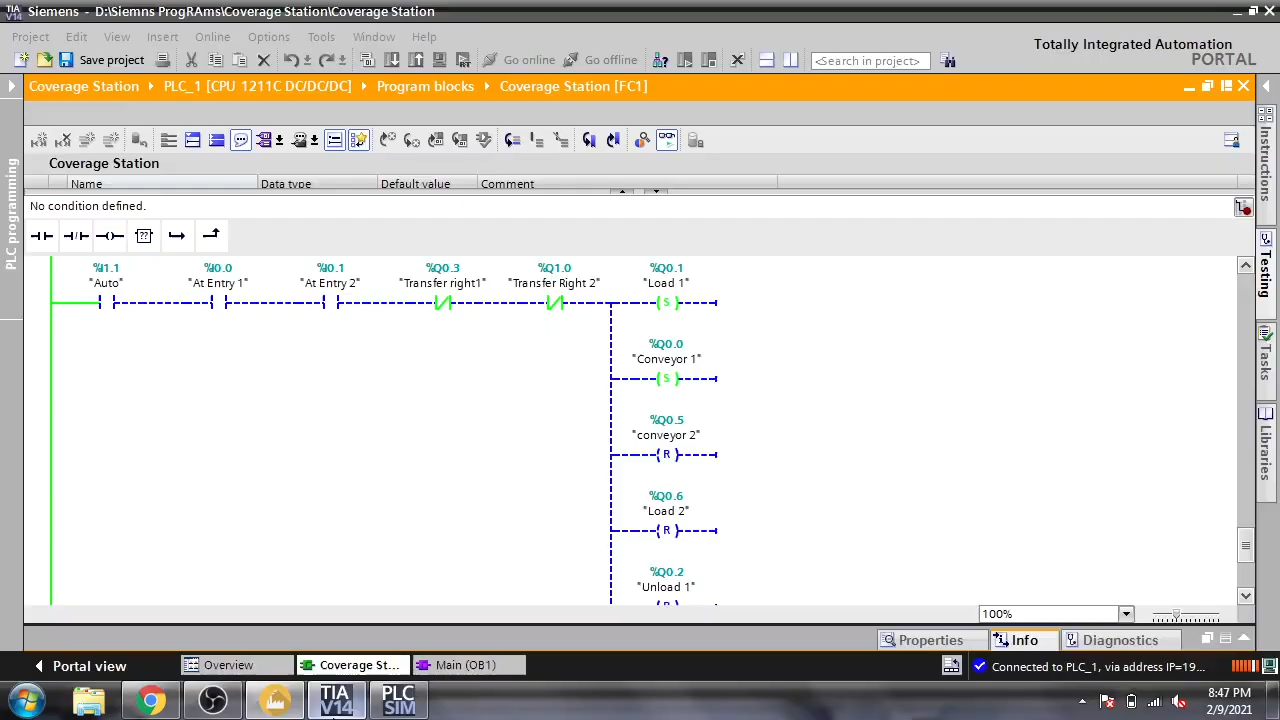 TIA V14 Siemens - D:\Siemns ProgRAms\Coverage Station\Coverage Station
Project Edit View Insert Online Options Tools Window Help
Totally Integrated Automation
PORTAL
Save project Go online Go offline <Search in project>
Coverage Station PLC_1 [CPU 1211C DC/DC/DC] Program blocks Coverage Station [FC1]
Coverage Station
Name Data type Default value Comment
No condition defined.
??
%I1.1 %I0.0 %I0.1 %Q0.3 %Q1.0 %Q0.1
"Auto" "At Entry 1" "At Entry 2" "Transfer right1" "Transfer Right 2" "Load 1"
S
%Q0.0
"Conveyor 1"
S
%Q0.5
"conveyor 2"
R
%Q0.6
"Load 2"
R
%Q0.2
"Unload 1"
R
100%
Properties Info Diagnostics
Portal view Overview Coverage St... Main (OB1) Connected to PLC_1, via address IP=19...
TIA V14 PLC SIM
8:47 PM
2/9/2021
PLC programming
Instructions
Testing
Tasks
Libraries